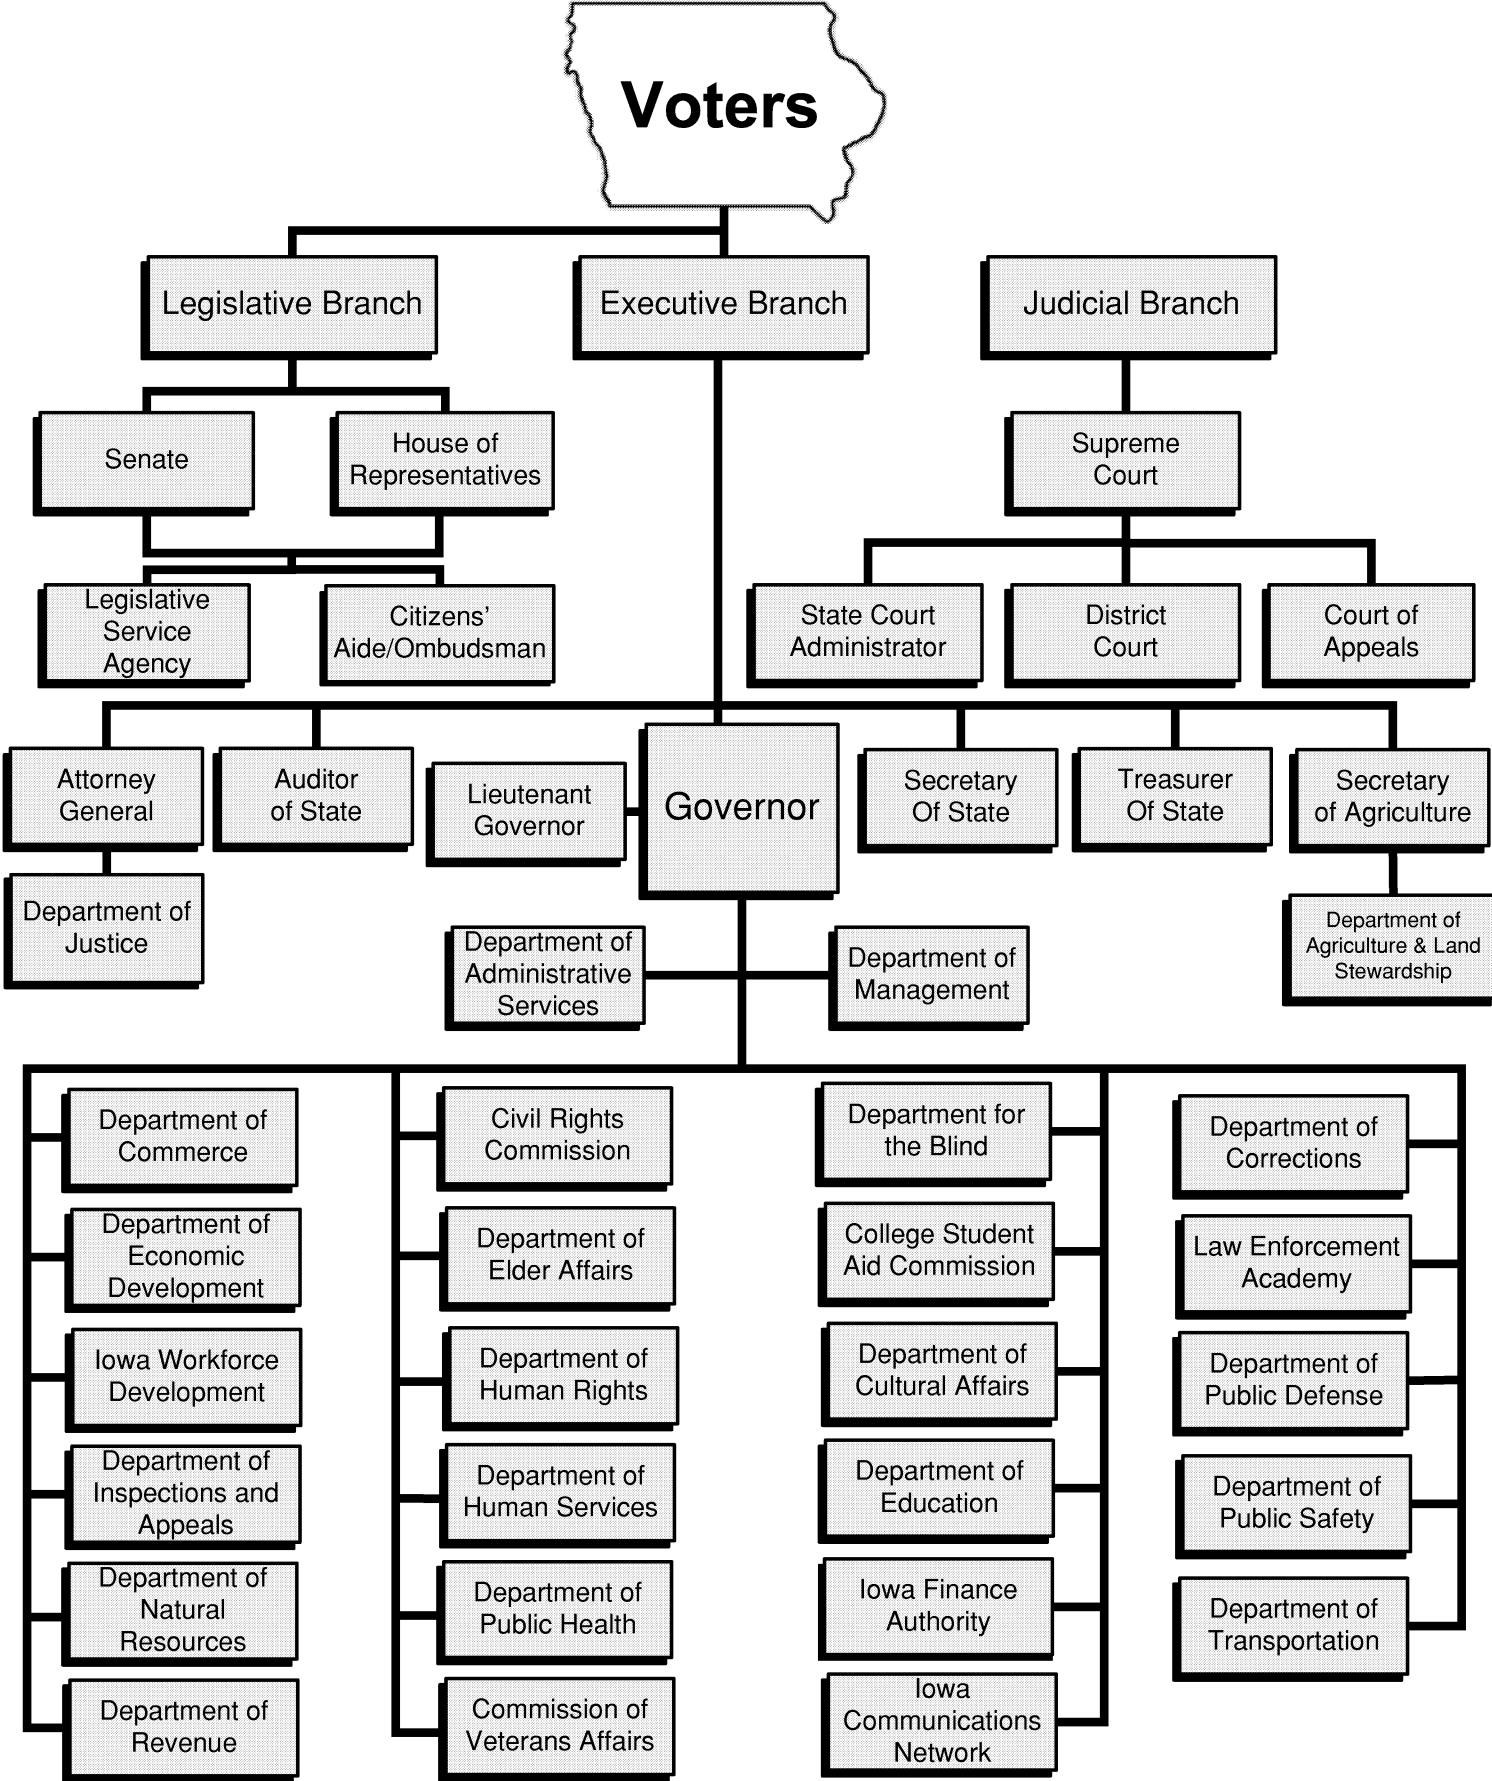 Voters
Legislative Branch
Executive Branch
Judicial Branch
Senate
House of
Representatives
Supreme
Court
Legislative
Service
Agency
Citizens’
Aide/Ombudsman
State Court
Administrator
District
Court
Court of
Appeals
Attorney
General
Auditor
of State
Lieutenant
Governor
Governor
Secretary
Of State
Treasurer
Of State
Secretary
of Agriculture
Department of
Justice
Department of
Administrative
Services
Department of
Management
Department of
Agriculture & Land
Stewardship
Department of
Commerce
Department of
Economic
Development
Iowa Workforce
Development
Department of
Inspections and
Appeals
Department of
Natural
Resources
Department of
Revenue
Civil Rights
Commission
Department of
Elder Affairs
Department of
Human Rights
Department of
Human Services
Department of
Public Health
Commission of
Veterans Affairs
Department for
the Blind
College Student
Aid Commission
Department of
Cultural Affairs
Department of
Education
Iowa Finance
Authority
Iowa
Communications
Network
Department of
Corrections
Law Enforcement
Academy
Department of
Public Defense
Department of
Public Safety
Department of
Transportation